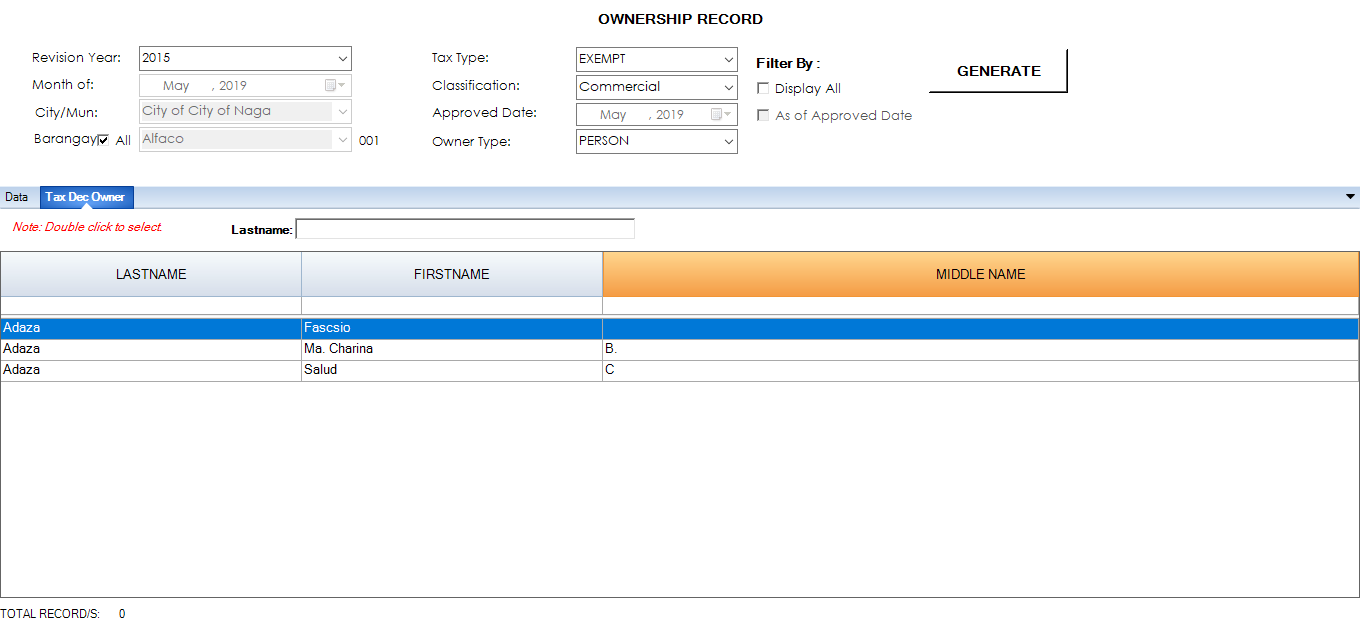 OWNERSHIP RECORD
Revision Year: 2015 Tax Type: EXEMPT Filter By : GENERATE
Month of: May , 2019 Classification: Commercial Display All
City/Mun: City of City of Naga Approved Date: May , 2019 As of Approved Date
Barangay All Alfaco 001 Owner Type: PERSON
Data Tax Dec Owner
Note: Double click to select. Lastname:
LASTNAME FIRSTNAME MIDDLE NAME
Adaza Fascsio
Adaza Ma. Charina B.
Adaza Salud C
TOTAL RECORD/S: 0